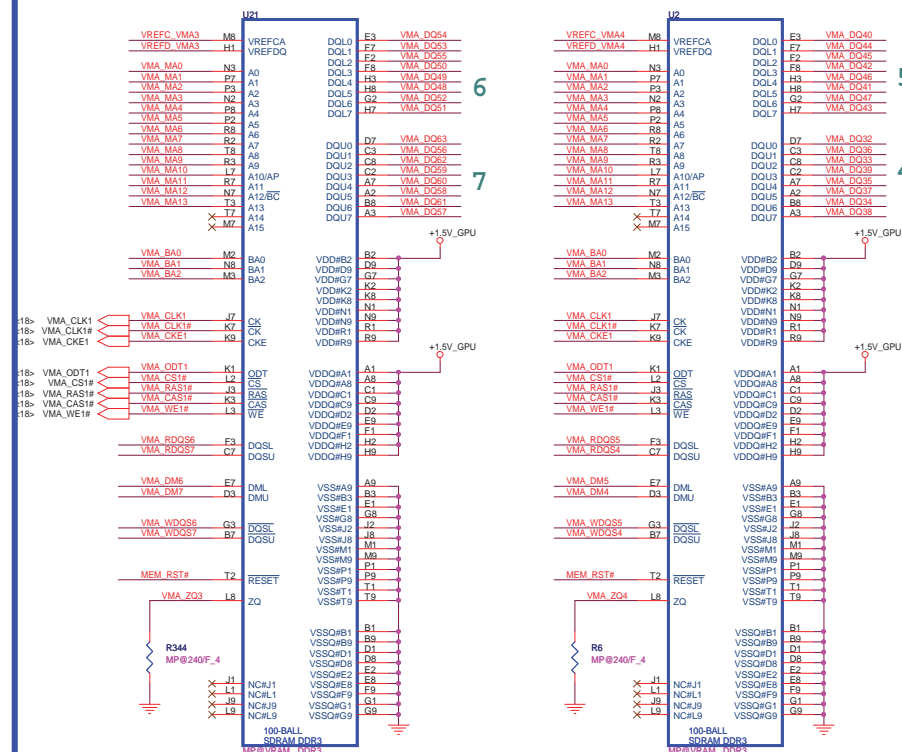 U21
VREFC_VMA3 M8 VREFCA
VREFD_VMA3 H1 VREFDQ
VMA_MA0 N3 A0
VMA_MA1 P7 A1
VMA_MA2 P3 A2
VMA_MA3 N2 A3
VMA_MA4 P8 A4
VMA_MA5 P2 A5
VMA_MA6 R8 A6
VMA_MA7 R2 A7
VMA_MA8 T8 A8
VMA_MA9 R3 A9
VMA_MA10 L7 A10/AP
VMA_MA11 R7 A11
VMA_MA12 N7 A12/BC
VMA_MA13 T3 A13
T7 A14
M7 A15
VMA_BA0 M2 BA0
VMA_BA1 N8 BA1
VMA_BA2 M3 BA2
<18> VMA_CLK1 VMA_CLK1 J7 CK
<18> VMA_CLK1# VMA_CLK1# K7 CK
<18> VMA_CKE1 VMA_CKE1 K9 CKE
<18> VMA_ODT1 VMA_ODT1 K1 ODT
<18> VMA_CS1# VMA_CS1# L2 CS
<18> VMA_RAS1# VMA_RAS1# J3 RAS
<18> VMA_CAS1# VMA_CAS1# K3 CAS
<18> VMA_WE1# VMA_WE1# L3 WE
VMA_RDQS6 F3 DQSL
VMA_RDQS7 C7 DQSU
VMA_DM6 E7 DML
VMA_DM7 D3 DMU
VMA_WDQS6 G3 DQSL
VMA_WDQS7 B7 DQSU
MEM_RST# T2 RESET
VMA_ZQ3 L8 ZQ
R344
MP@240/F_4
J1 NC#J1
L1 NC#L1
J9 NC#J9
L9 NC#L9
DQL0 E3 VMA_DQ54
DQL1 F7 VMA_DQ53
DQL2 F2 VMA_DQ55
DQL3 F8 VMA_DQ50
DQL4 H3 VMA_DQ49
DQL5 H8 VMA_DQ48
DQL6 G2 VMA_DQ52
DQL7 H7 VMA_DQ51
6
DQU0 D7 VMA_DQ63
DQU1 C3 VMA_DQ56
DQU2 C8 VMA_DQ62
DQU3 C2 VMA_DQ59
DQU4 A7 VMA_DQ60
DQU5 A2 VMA_DQ58
DQU6 B8 VMA_DQ61
DQU7 A3 VMA_DQ57
7
+1.5V_GPU
VDD#B2 B2
VDD#D9 D9
VDD#G7 G7
VDD#K2 K2
VDD#K8 K8
VDD#N1 N1
VDD#N9 N9
VDD#R1 R1
VDD#R9 R9
+1.5V_GPU
VDDQ#A1 A1
VDDQ#A8 A8
VDDQ#C1 C1
VDDQ#C9 C9
VDDQ#D2 D2
VDDQ#E9 E9
VDDQ#F1 F1
VDDQ#H2 H2
VDDQ#H9 H9
VSS#A9 A9
VSS#B3 B3
VSS#E1 E1
VSS#G8 G8
VSS#J2 J2
VSS#J8 J8
VSS#M1 M1
VSS#M9 M9
VSS#P1 P1
VSS#P9 P9
VSS#T1 T1
VSS#T9 T9
VSSQ#B1 B1
VSSQ#B9 B9
VSSQ#D1 D1
VSSQ#D8 D8
VSSQ#E2 E2
VSSQ#E8 E8
VSSQ#F9 F9
VSSQ#G1 G1
VSSQ#G9 G9
100-BALL
SDRAM DDR3
MP@VRAM_DDR3
U2
VREFC_VMA4 M8 VREFCA
VREFD_VMA4 H1 VREFDQ
VMA_MA0 N3 A0
VMA_MA1 P7 A1
VMA_MA2 P3 A2
VMA_MA3 N2 A3
VMA_MA4 P8 A4
VMA_MA5 P2 A5
VMA_MA6 R8 A6
VMA_MA7 R2 A7
VMA_MA8 T8 A8
VMA_MA9 R3 A9
VMA_MA10 L7 A10/AP
VMA_MA11 R7 A11
VMA_MA12 N7 A12/BC
VMA_MA13 T3 A13
T7 A14
M7 A15
VMA_BA0 M2 BA0
VMA_BA1 N8 BA1
VMA_BA2 M3 BA2
VMA_CLK1 J7 CK
VMA_CLK1# K7 CK
VMA_CKE1 K9 CKE
VMA_ODT1 K1 ODT
VMA_CS1# L2 CS
VMA_RAS1# J3 RAS
VMA_CAS1# K3 CAS
VMA_WE1# L3 WE
VMA_RDQS5 F3 DQSL
VMA_RDQS4 C7 DQSU
VMA_DM5 E7 DML
VMA_DM4 D3 DMU
VMA_WDQS5 G3 DQSL
VMA_WDQS4 B7 DQSU
MEM_RST# T2 RESET
VMA_ZQ4 L8 ZQ
R6
MP@240/F_4
J1 NC#J1
L1 NC#L1
J9 NC#J9
L9 NC#L9
DQL0 E3 VMA_DQ40
DQL1 F7 VMA_DQ44
DQL2 F2 VMA_DQ45
DQL3 F8 VMA_DQ42
DQL4 H3 VMA_DQ46
DQL5 H8 VMA_DQ41
DQL6 G2 VMA_DQ47
DQL7 H7 VMA_DQ43
DQU0 D7 VMA_DQ32
DQU1 C3 VMA_DQ36
DQU2 C8 VMA_DQ33
DQU3 C2 VMA_DQ39
DQU4 A7 VMA_DQ35
DQU5 A2 VMA_DQ37
DQU6 B8 VMA_DQ34
DQU7 A3 VMA_DQ38
+1.5V_GPU
VDD#B2 B2
VDD#D9 D9
VDD#G7 G7
VDD#K2 K2
VDD#K8 K8
VDD#N1 N1
VDD#N9 N9
VDD#R1 R1
VDD#R9 R9
+1.5V_GPU
VDDQ#A1 A1
VDDQ#A8 A8
VDDQ#C1 C1
VDDQ#C9 C9
VDDQ#D2 D2
VDDQ#E9 E9
VDDQ#F1 F1
VDDQ#H2 H2
VDDQ#H9 H9
VSS#A9 A9
VSS#B3 B3
VSS#E1 E1
VSS#G8 G8
VSS#J2 J2
VSS#J8 J8
VSS#M1 M1
VSS#M9 M9
VSS#P1 P1
VSS#P9 P9
VSS#T1 T1
VSS#T9 T9
VSSQ#B1 B1
VSSQ#B9 B9
VSSQ#D1 D1
VSSQ#D8 D8
VSSQ#E2 E2
VSSQ#E8 E8
VSSQ#F9 F9
VSSQ#G1 G1
VSSQ#G9 G9
100-BALL
SDRAM DDR3
MP@VRAM_DDR3